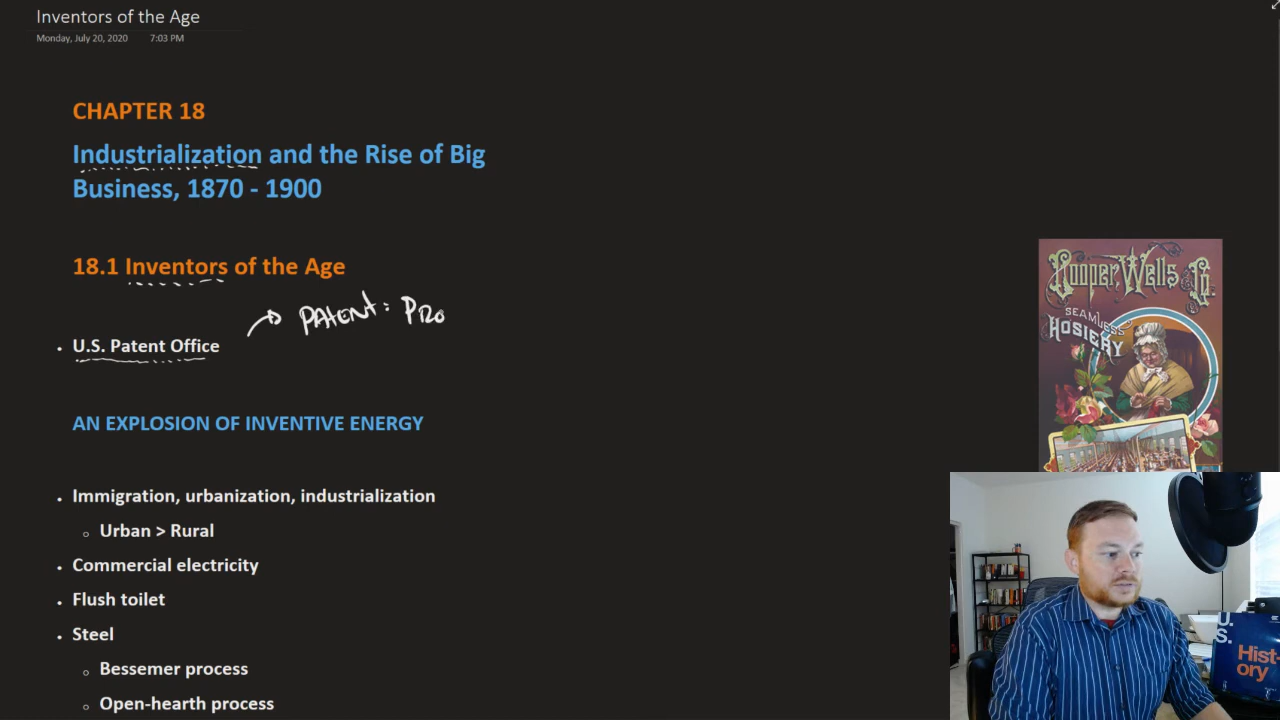 Inventors of the Age
Monday, July 20, 2020 7:03 PM
CHAPTER 18
Industrialization and the Rise of Big
Business, 1870 - 1900
18.1 Inventors of the Age
PATENT: PRO
• U.S. Patent Office
AN EXPLOSION OF INVENTIVE ENERGY
• Immigration, urbanization, industrialization
○ Urban > Rural
• Commercial electricity
• Flush toilet
• Steel
○ Bessemer process
○ Open-hearth process
Cooper, Wells & Co.
SEAMLESS
HOSIERY
U.
S.
Hist-
ory